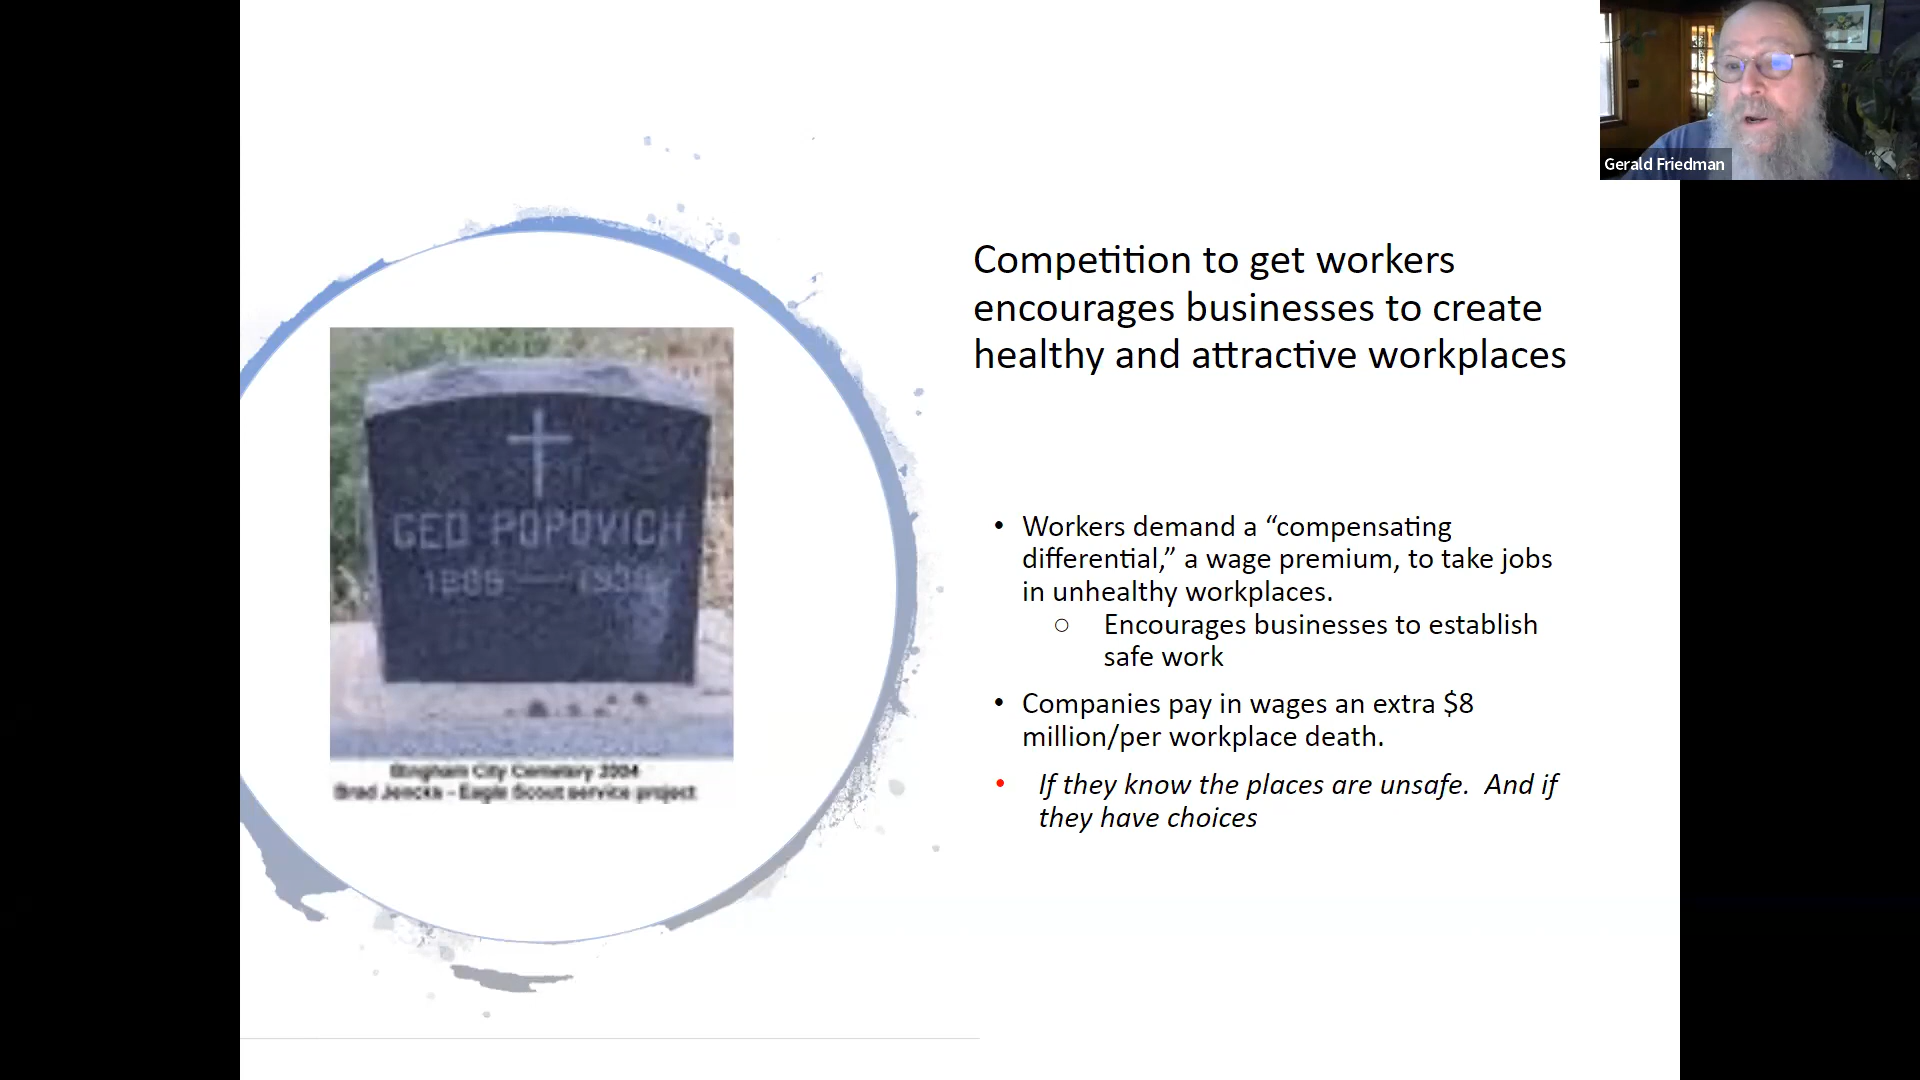 Gerald Friedman
Competition to get workers
encourages businesses to create
healthy and attractive workplaces
GEO POPOVICH
Bingham City Cemetery 2004
Brad Jencks - Eagle Scout service project
• Workers demand a “compensating
differential,” a wage premium, to take jobs
in unhealthy workplaces.
○ Encourages businesses to establish
safe work
• Companies pay in wages an extra $8
million/per workplace death.
• If they know the places are unsafe.  And if
they have choices